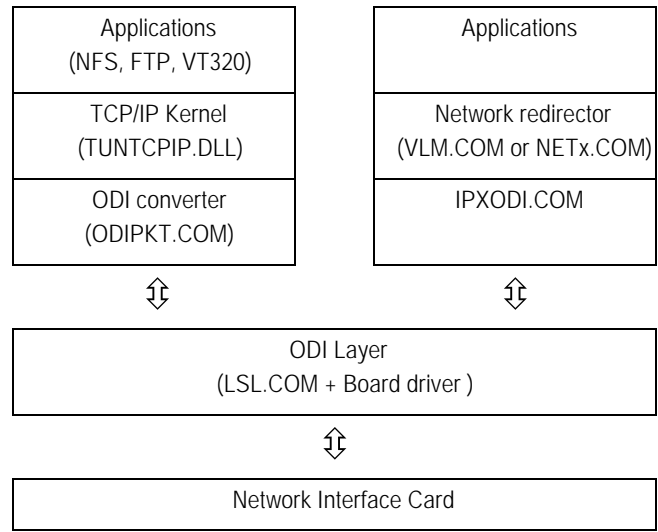 Applications
(NFS, FTP, VT320)
TCP/IP Kernel
(TUNTCPIP.DLL)
ODI converter
(ODIPKT.COM)
Applications
Network redirector
(VLM.COM or NETx.COM)
IPXODI.COM
ODI Layer
(LSL.COM + Board driver )
Network Interface Card